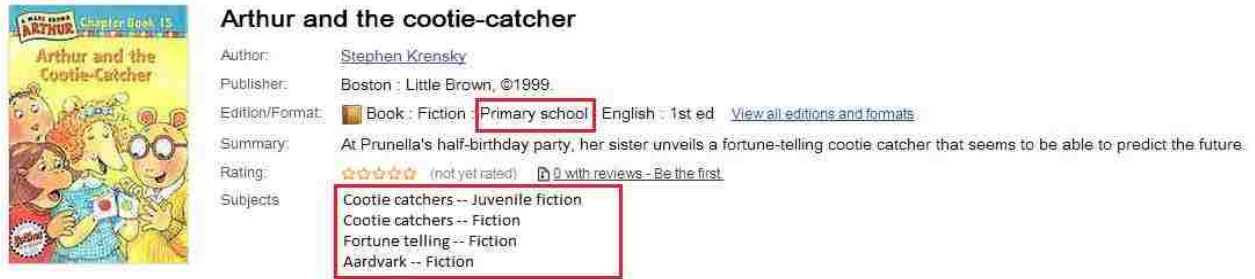 A MARC BROWN
ARTHUR Chapter Book 15
Arthur and the
Cootie-Catcher
Arthur and the cootie-catcher
Author: Stephen Krensky
Publisher: Boston : Little Brown, ©1999.
Edition/Format: Book : Fiction : Primary school : English : 1st ed View all editions and formats
Summary: At Prunella's half-birthday party, her sister unveils a fortune-telling cootie catcher that seems to be able to predict the future.
Rating: (not yet rated) 0 with reviews - Be the first.
Subjects Cootie catchers -- Juvenile fiction
Cootie catchers -- Fiction
Fortune telling -- Fiction
Aardvark -- Fiction